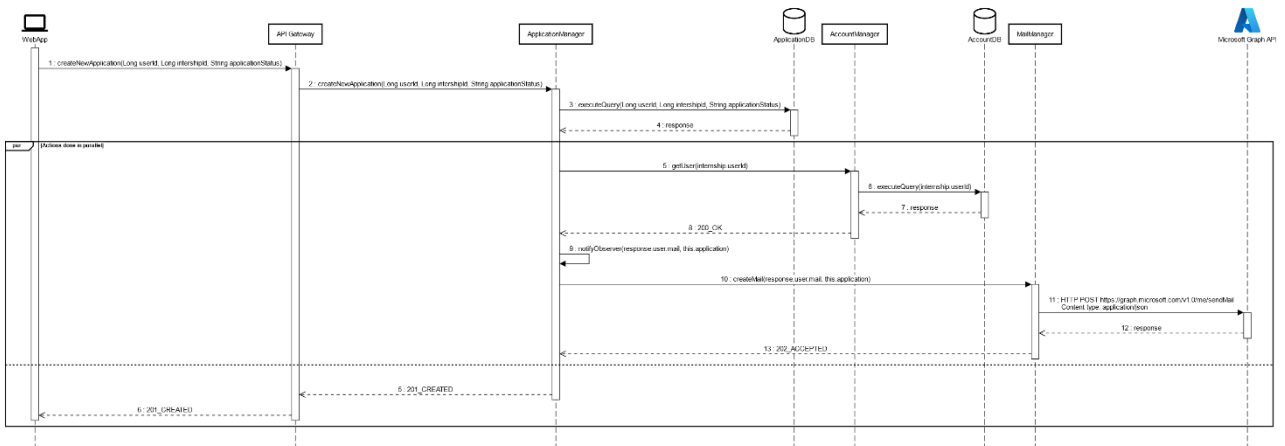 WebApp
API Gateway
ApplicationManager
ApplicationDB
AccountManager
AccountDB
MailManager
Microsoft Graph API
1 : createNewApplication(Long userId, Long intershipId, String applicationStatus)
2 : createNewApplication(Long userId, Long intershipId, String applicationStatus)
3 : executeQuery(Long userId, Long intershipId, String applicationStatus)
4 : response
par
[Actions done in parallel]
5 : getUser(internship.userId)
6 : executeQuery(internship.userId)
7 : response
8 : 200_OK
9 : notifyObserver(response.user.mail, this.application)
10 : createMail(response.user.mail, this.application)
11 : HTTP POST https://graph.microsoft.com/v1.0/me/sendMail
Content type: application/json
12 : response
13 : 202_ACCEPTED
5 : 201_CREATED
6 : 201_CREATED